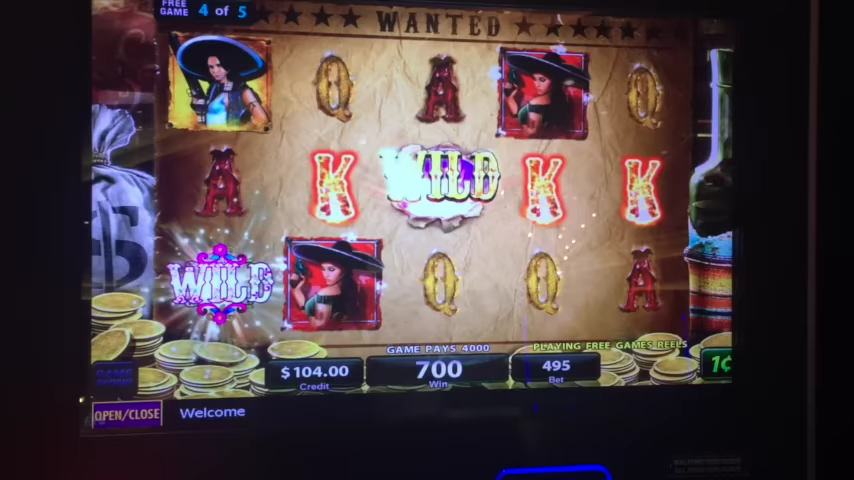 FREE GAME 4 of 5
WANTED
Q A Q
A K WILD K K
WILD Q Q A
GAME PAYS 4000
PLAYING FREE GAMES REELS
$104.00 700 495 1¢
Credit Win Bet
OPEN/CLOSE Welcome